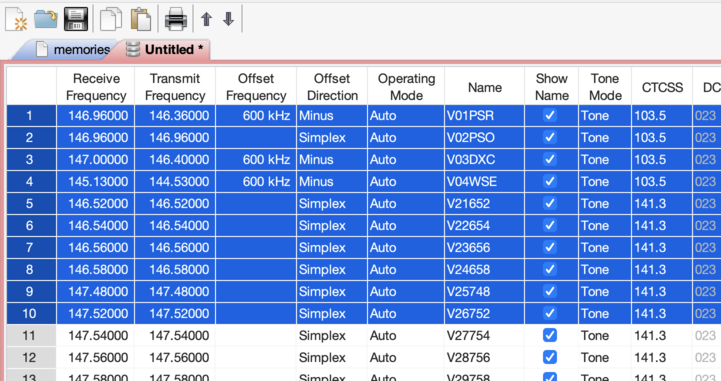 memories Untitled *
Receive Frequency Transmit Frequency Offset Frequency Offset Direction Operating Mode Name Show Name Tone Mode CTCSS DC
1 146.96000 146.36000 600 kHz Minus Auto V01PSR Tone 103.5 023
2 146.96000 146.96000 Simplex Auto V02PSO Tone 103.5 023
3 147.00000 146.40000 600 kHz Minus Auto V03DXC Tone 103.5 023
4 145.13000 144.53000 600 kHz Minus Auto V04WSE Tone 103.5 023
5 146.52000 146.52000 Simplex Auto V21652 Tone 141.3 023
6 146.54000 146.54000 Simplex Auto V22654 Tone 141.3 023
7 146.56000 146.56000 Simplex Auto V23656 Tone 141.3 023
8 146.58000 146.58000 Simplex Auto V24658 Tone 141.3 023
9 147.48000 147.48000 Simplex Auto V25748 Tone 141.3 023
10 147.52000 147.52000 Simplex Auto V26752 Tone 141.3 023
11 147.54000 147.54000 Simplex Auto V27754 Tone 141.3 023
12 147.56000 147.56000 Simplex Auto V28756 Tone 141.3 023
13 147.58000 147.58000 Simplex Auto V29758 Tone 141.3 023